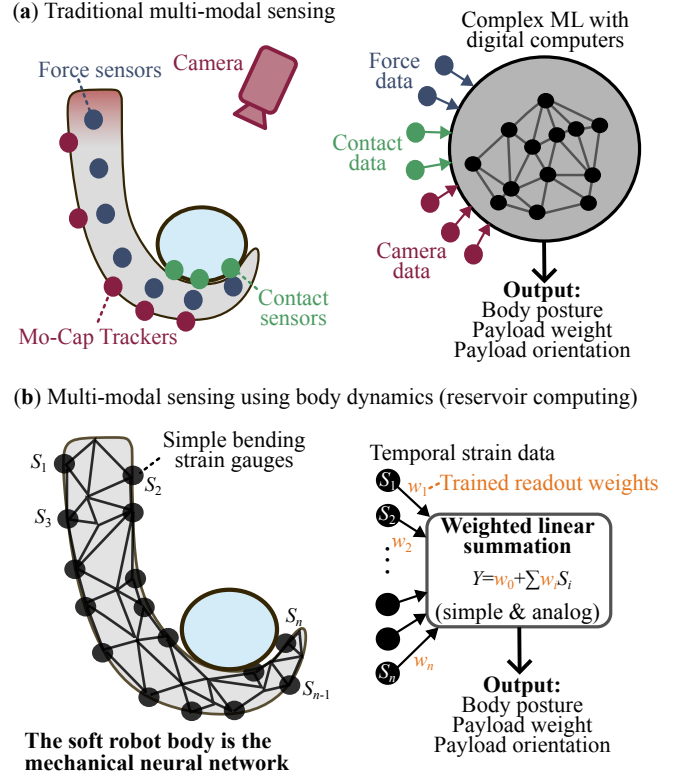 (a) Traditional multi-modal sensing
Force sensors
Camera
Contact
sensors
Mo-Cap Trackers
Complex ML with
digital computers
Force
data
Contact
data
Camera
data
Output:
Body posture
Payload weight
Payload orientation
(b) Multi-modal sensing using body dynamics (reservoir computing)
Simple bending
strain gauges
S1
S2
S3
Sn
Sn-1
The soft robot body is the
mechanical neural network
Temporal strain data
S1
w1
Trained readout weights
S2
w2
Sn
wn
Weighted linear
summation
Y=w0+∑wiSi
(simple & analog)
Output:
Body posture
Payload weight
Payload orientation